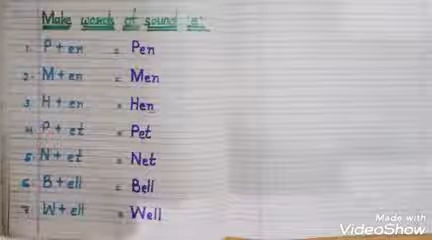 Make words of sound 'e'
1. P + en = Pen
2. M + en = Men
3. H + en = Hen
4. P + et = Pet
5. N + et = Net
6. B + ell = Bell
7. W + ell = Well
Made with
VideoShow